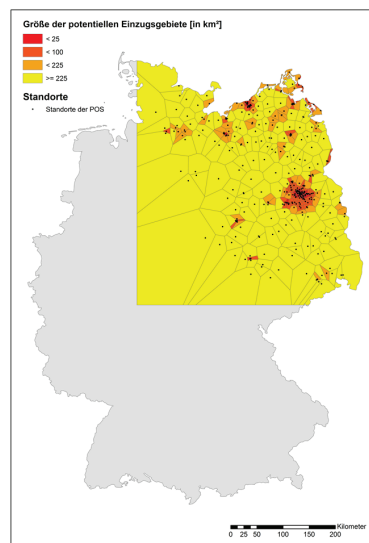 Größe der potentiellen Einzugsgebiete [in km²]
< 25
< 100
< 225
>= 225
Standorte
Standorte der POS
Kilometer
0 25 50 100 150 200